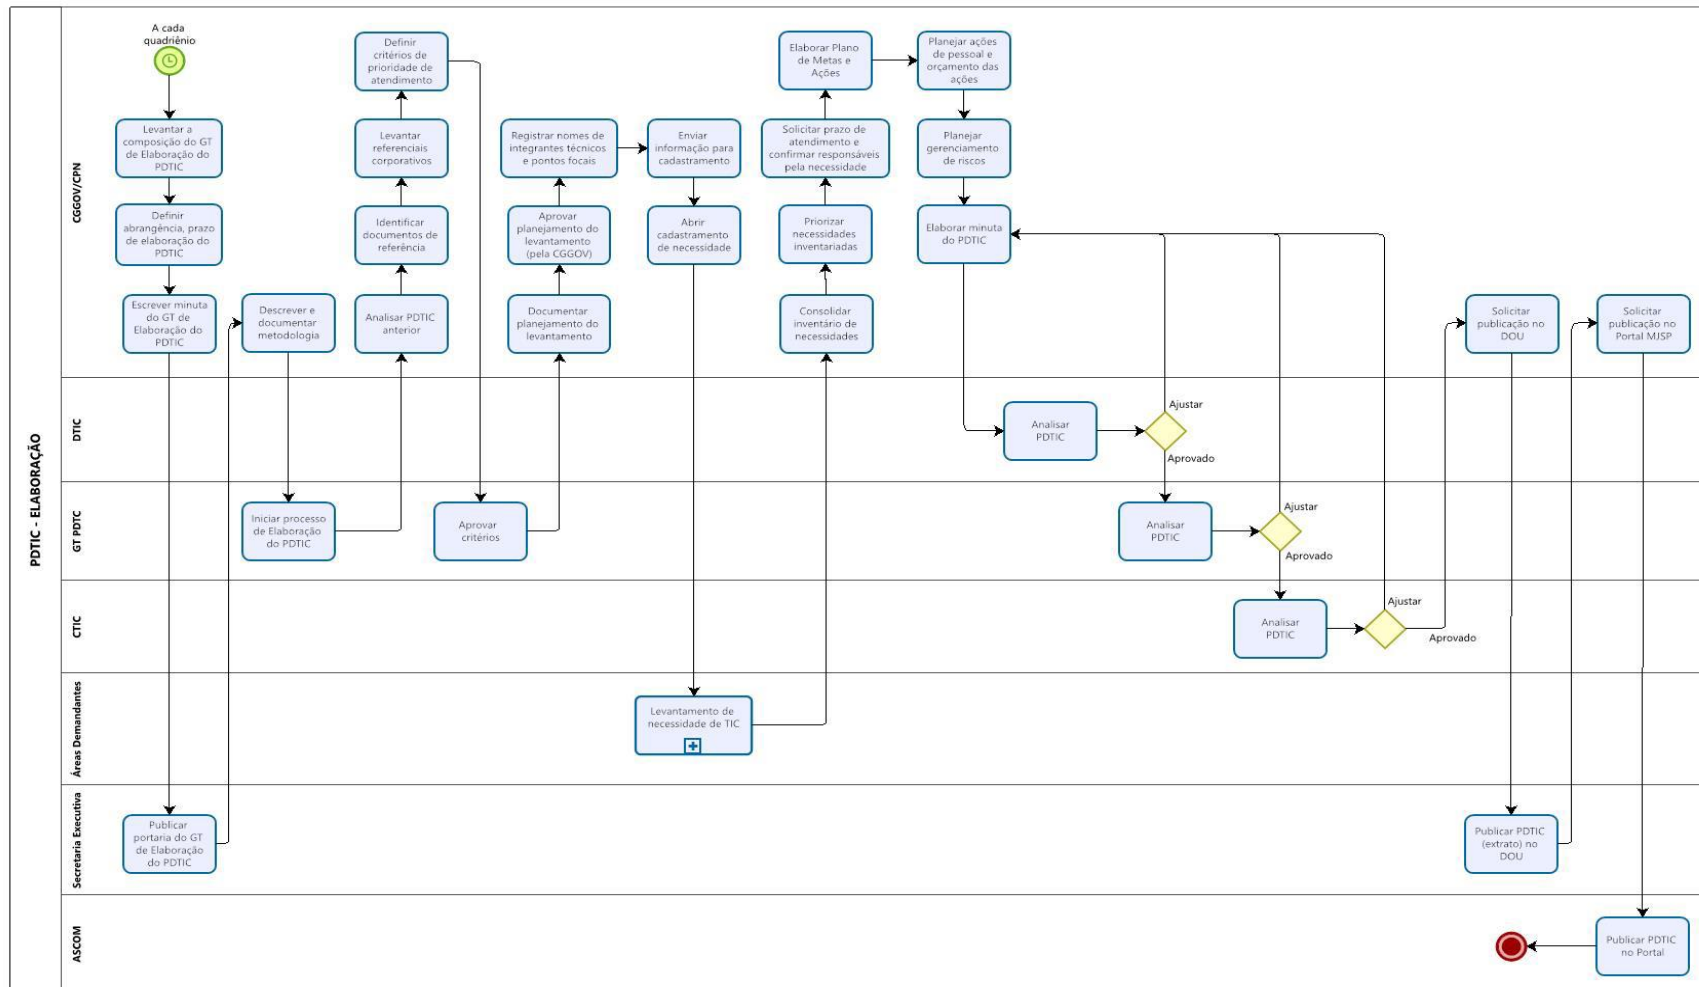 PDTIC - ELABORAÇÃO
CGGOV/CPN
A cada
quadriênio
Levantar a
composição do GT
de Elaboração do
PDTIC
Definir
abrangência, prazo
de elaboração do
PDTIC
Escrever minuta
do GT de
Elaboração do
PDTIC
Descrever e
documentar
metodologia
Definir
critérios de
prioridade de
atendimento
Levantar
referenciais
corporativos
Identificar
documentos de
referência
Analisar PDTIC
anterior
Registrar nomes de
integrantes técnicos
e pontos focais
Aprovar
planejamento do
levantamento
(pela CGGOV)
Documentar
planejamento do
levantamento
Enviar
informação para
cadastramento
Abrir
cadastramento
de necessidade
Elaborar Plano
de Metas e
Ações
Solicitar prazo de
atendimento e
confirmar responsáveis
pela necessidade
Priorizar
necessidades
inventariadas
Consolidar
inventário de
necessidades
Planejar ações
de pessoal e
orçamento das
ações
Planejar
gerenciamento
de riscos
Elaborar minuta
do PDTIC
Solicitar
publicação no
DOU
Solicitar
publicação no
Portal MJSP
DTIC
Analisar
PDTIC
Ajustar
Aprovado
GT PDTC
Iniciar processo
de Elaboração
do PDTIC
Aprovar
critérios
Analisar
PDTIC
Ajustar
Aprovado
CTIC
Analisar
PDTIC
Ajustar
Aprovado
Áreas Demandantes
Levantamento de
necessidade de TIC
Secretaria Executiva
Publicar
portaria do GT
de Elaboração
do PDTIC
Publicar PDTIC
(extrato) no
DOU
ASCOM
Publicar PDTIC
no Portal